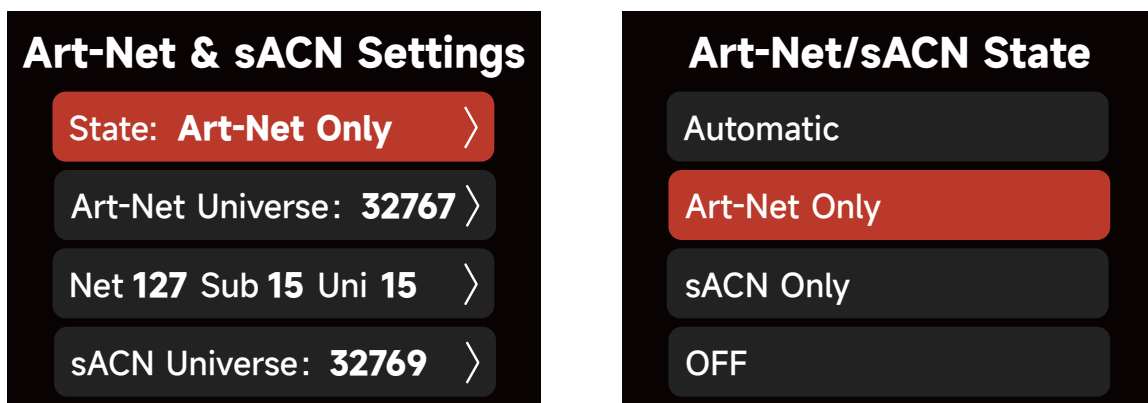 Art-Net & sACN Settings
State: Art-Net Only
Art-Net Universe: 32767
Net 127 Sub 15 Uni 15
sACN Universe: 32769
Art-Net/sACN State
Automatic
Art-Net Only
sACN Only
OFF